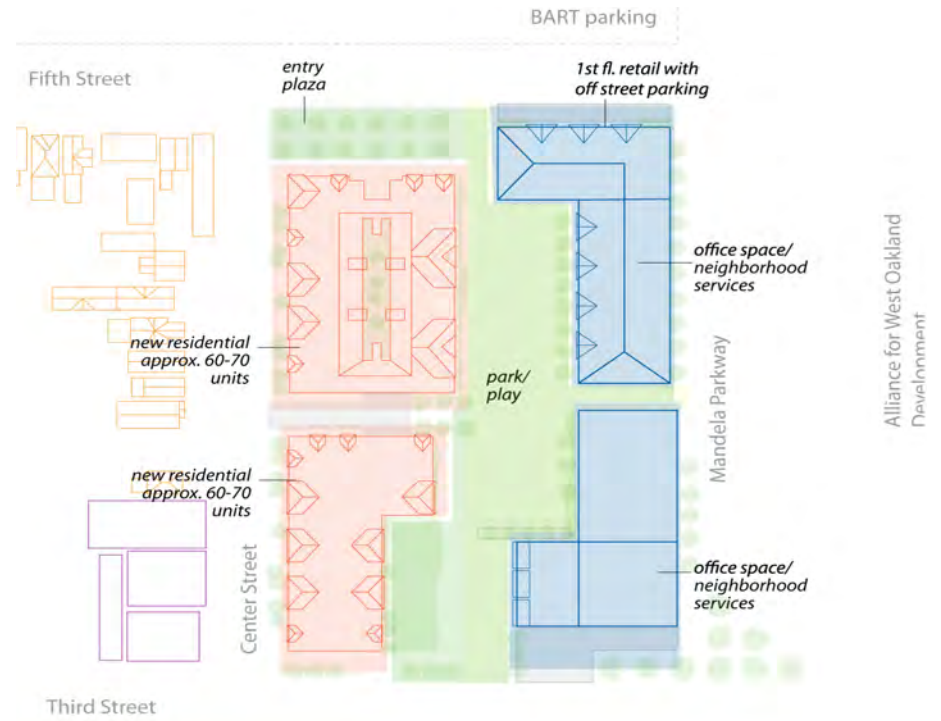 BART parking
Fifth Street
entry
plaza
1st fl. retail with
off street parking
office space/
neighborhood
services
new residential
approx. 60-70
units
park/
play
Mandela Parkway
Alliance for West Oakland
Development
new residential
approx. 60-70
units
Center Street
office space/
neighborhood
services
Third Street